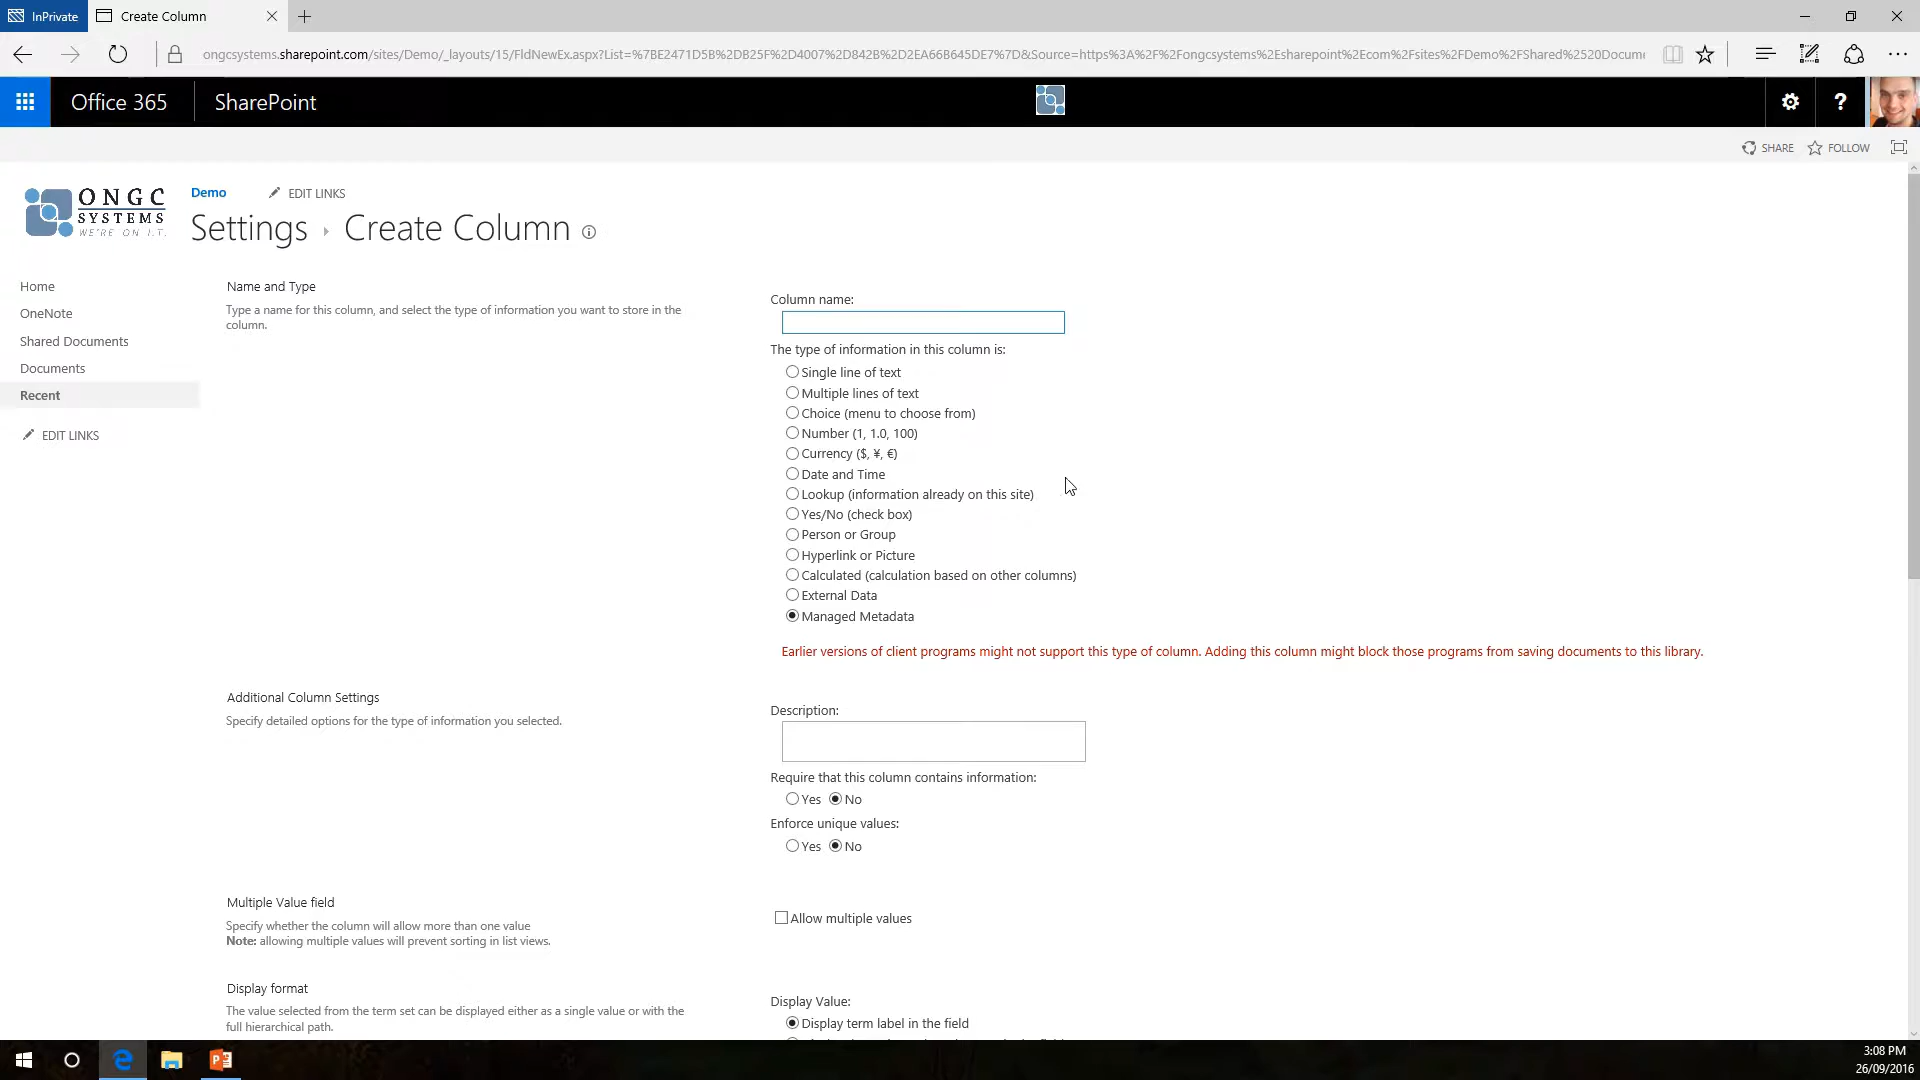 InPrivate
Create Column
ongcsystems.sharepoint.com/sites/Demo/_layouts/15/FldNewEx.aspx?List=%7BE2471D5B%2DB25F%2D4007%2D842B%2D2EA66B645DE7%7D&Source=https%3A%2F%2Fongcsystems%2Esharepoint%2Ecom%2Fsites%2FDemo%2FShared%2520Docume
Office 365
SharePoint
?
SHARE
FOLLOW
ONGC
SYSTEMS
WE'RE ON I.T.
Demo
EDIT LINKS
Settings
Create Column
Home
OneNote
Shared Documents
Documents
Recent
EDIT LINKS
Name and Type
Type a name for this column, and select the type of information you want to store in the
column.
Column name:
The type of information in this column is:
Single line of text
Multiple lines of text
Choice (menu to choose from)
Number (1, 1.0, 100)
Currency ($, ¥, €)
Date and Time
Lookup (information already on this site)
Yes/No (check box)
Person or Group
Hyperlink or Picture
Calculated (calculation based on other columns)
External Data
Managed Metadata
Earlier versions of client programs might not support this type of column. Adding this column might block those programs from saving documents to this library.
Additional Column Settings
Specify detailed options for the type of information you selected.
Description:
Require that this column contains information:
Yes No
Enforce unique values:
Yes No
Multiple Value field
Specify whether the column will allow more than one value
Note: allowing multiple values will prevent sorting in list views.
Allow multiple values
Display format
The value selected from the term set can be displayed either as a single value or with the
full hierarchical path.
Display Value:
Display term label in the field
3:08 PM
26/09/2016